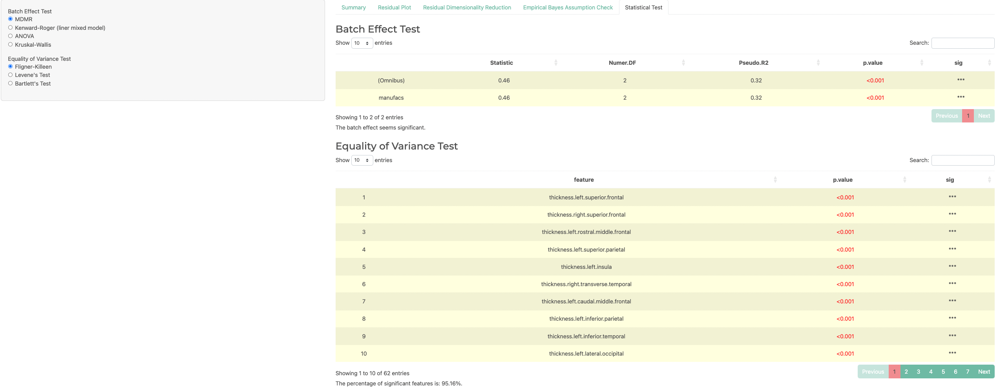 Batch Effect Test
MDMR
Kenward-Roger (liner mixed model)
ANOVA
Kruskal-Wallis
Equality of Variance Test
Fligner-Killeen
Levene's Test
Bartlett's Test
Summary Residual Plot Residual Dimensionality Reduction Empirical Bayes Assumption Check Statistical Test
Batch Effect Test
Show 10 entries Search:
Statistic Numer.DF Pseudo.R2 p.value sig
(Omnibus) 0.46 2 0.32 <0.001 ***
manufacs 0.46 2 0.32 <0.001 ***
Showing 1 to 2 of 2 entries
Previous 1 Next
The batch effect seems significant.
Equality of Variance Test
Show 10 entries Search:
feature p.value sig
1 thickness.left.superior.frontal <0.001 ***
2 thickness.right.superior.frontal <0.001 ***
3 thickness.left.rostral.middle.frontal <0.001 ***
4 thickness.left.superior.parietal <0.001 ***
5 thickness.left.insula <0.001 ***
6 thickness.right.transverse.temporal <0.001 ***
7 thickness.left.caudal.middle.frontal <0.001 ***
8 thickness.left.inferior.parietal <0.001 ***
9 thickness.left.inferior.temporal <0.001 ***
10 thickness.left.lateral.occipital <0.001 ***
Showing 1 to 10 of 62 entries
Previous 1 2 3 4 5 6 7 Next
The percentage of significant features is: 95.16%.